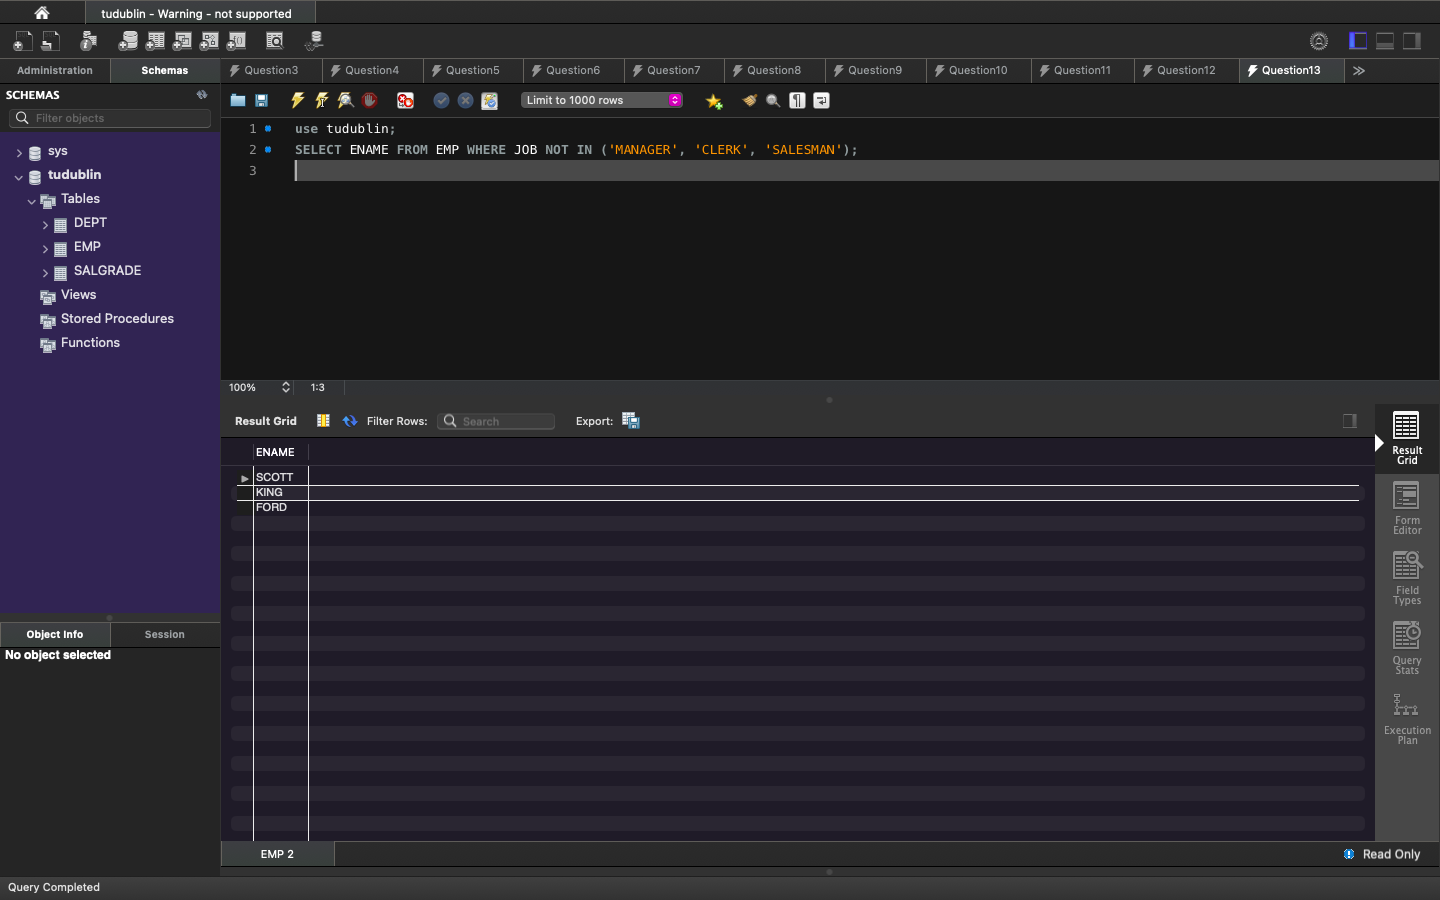 tudublin - Warning - not supported
Administration Schemas Question3 Question4 Question5 Question6 Question7 Question8 Question9 Question10 Question11 Question12 Question13
SCHEMAS
Filter objects
Limit to 1000 rows
sys
tudublin
Tables
DEPT
EMP
SALGRADE
Views
Stored Procedures
Functions
1 use tudublin;
2 SELECT ENAME FROM EMP WHERE JOB NOT IN ('MANAGER', 'CLERK', 'SALESMAN');
3
100% 1:3
Result Grid Filter Rows: Search Export:
ENAME
SCOTT
KING
FORD
Result
Grid
Form
Editor
Field
Types
Query
Stats
Execution
Plan
Object Info Session
No object selected
EMP 2 Read Only
Query Completed